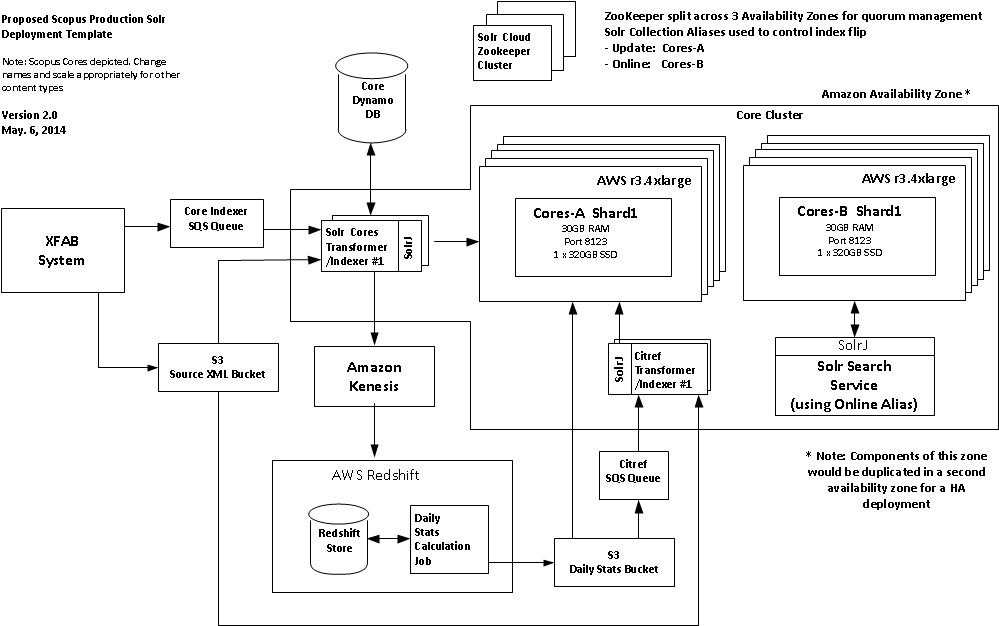 Proposed Scopus Production Solr
Deployment Template
Note: Scopus Cores depicted. Change
names and scale appropriately for other
content types
Version 2.0
May. 6, 2014
Solr Cloud
Zookeeper
Cluster
ZooKeeper split across 3 Availability Zones for quorum management
Solr Collection Aliases used to control index flip
- Update: Cores-A
- Online: Cores-B
Core
Dynamo
DB
Amazon Availability Zone *
Core Cluster
AWS r3.4xlarge
Cores-A Shard1
30GB RAM
Port 8123
1 x 320GB SSD
AWS r3.4xlarge
Cores-B Shard1
30GB RAM
Port 8123
1 x 320GB SSD
XFAB
System
Core Indexer
SQS Queue
Solr Cores
Transformer
/Indexer #1
SolrJ
S3
Source XML Bucket
Amazon
Kenesis
SolrJ
Citref
Transformer
/Indexer #1
SolrJ
Solr Search
Service
(using Online Alias)
* Note: Components of this zone
would be duplicated in a second
availability zone for a HA
deployment
AWS Redshift
Redshift
Store
Daily
Stats
Calculation
Job
Citref
SQS Queue
S3
Daily Stats Bucket